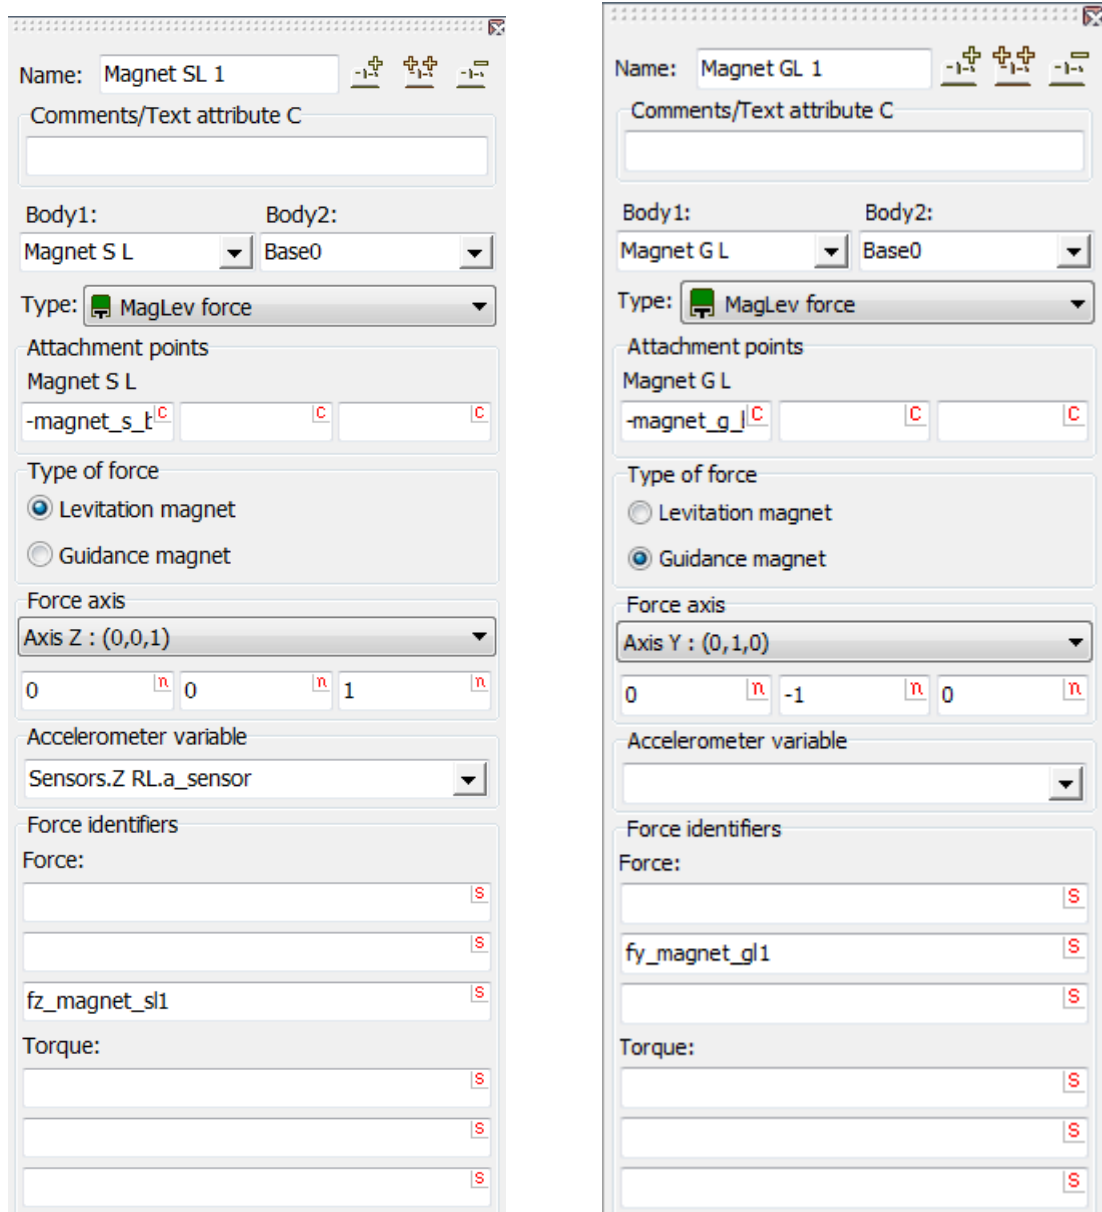 Name: Magnet SL 1
Comments/Text attribute C
Body1: Body2:
Magnet S L Base0
Type: MagLev force
Attachment points
Magnet S L
-magnet_s_b C C C
Type of force
Levitation magnet
Guidance magnet
Force axis
Axis Z : (0,0,1)
0 n 0 n 1 n
Accelerometer variable
Sensors.Z RL.a_sensor
Force identifiers
Force:
S
S
fz_magnet_sl1 S
Torque:
S
S
S
Name: Magnet GL 1
Comments/Text attribute C
Body1: Body2:
Magnet G L Base0
Type: MagLev force
Attachment points
Magnet G L
-magnet_g_l C C C
Type of force
Levitation magnet
Guidance magnet
Force axis
Axis Y : (0,1,0)
0 n -1 n 0 n
Accelerometer variable
Force identifiers
Force:
S
fy_magnet_gl1 S
S
Torque:
S
S
S